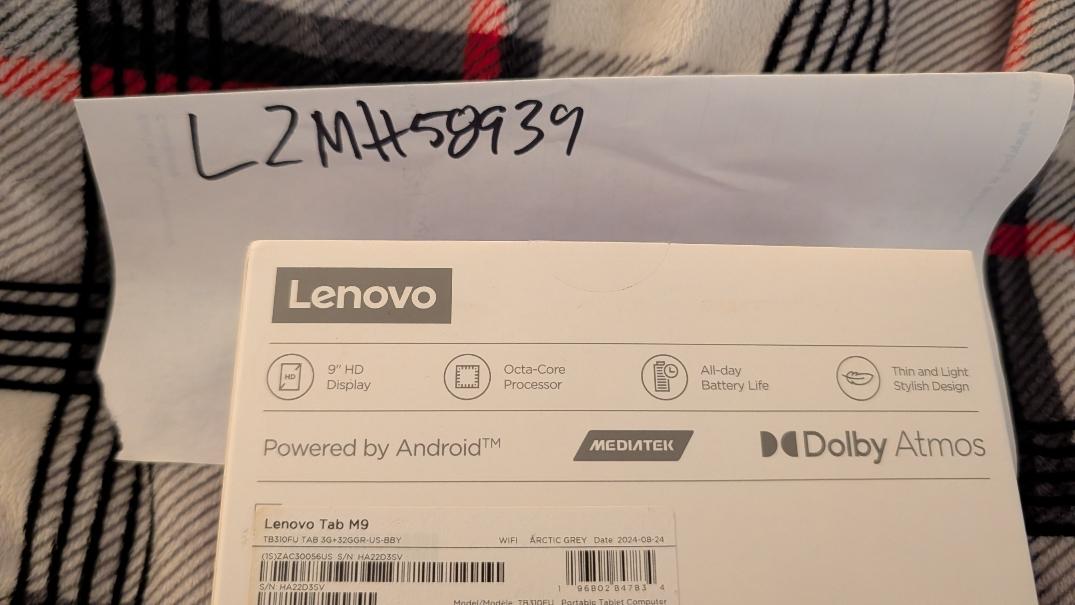 LZMH58939
Lenovo
9" HD
Display
Octa-Core
Processor
All-day
Battery Life
Thin and Light
Stylish Design
Powered by Android™
MEDIATEK
Dolby Atmos
Lenovo Tab M9
TB310FU TAB 3G+32GGR-US-BBY WIFI ARCTIC GREY Date: 2024-08-24
(1S)ZAC30056US S/N HA22D3SV
S/N: HA22D3SV
1 96802 84783 4
Model/Modèle: TB310FU Portable Tablet Computer